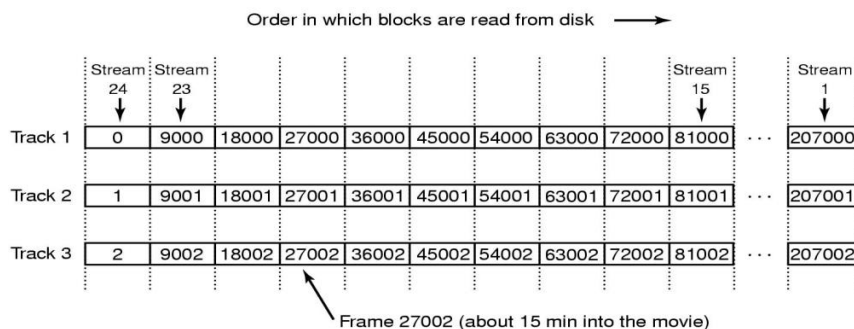 Order in which blocks are read from disk
Stream Stream Stream Stream
24 23 15 1
Track 1 0 9000 18000 27000 36000 45000 54000 63000 72000 81000 ... 207000
Track 2 1 9001 18001 27001 36001 45001 54001 63001 72001 81001 ... 207001
Track 3 2 9002 18002 27002 36002 45002 54002 63002 72002 81002 ... 207002
Frame 27002 (about 15 min into the movie)